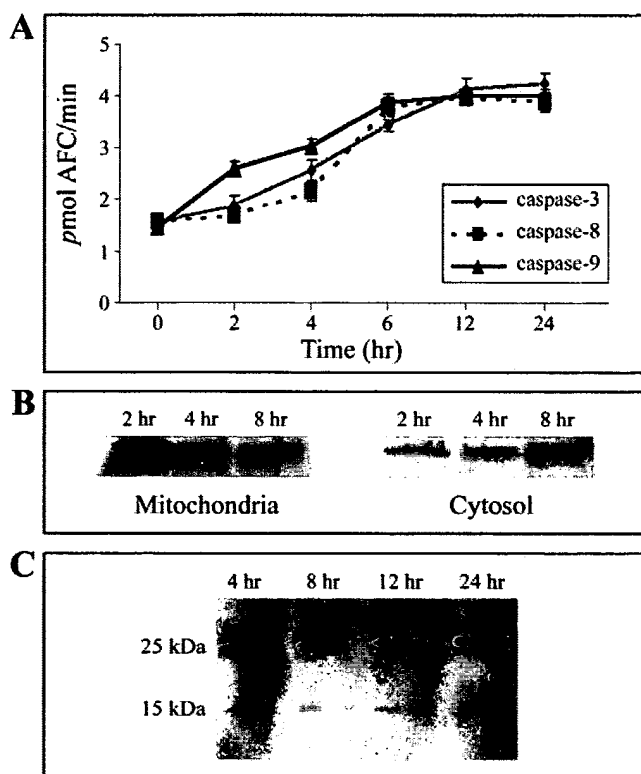 A
pmol AFC/min
5
4
3
2
1
0
caspase-3
caspase-8
caspase-9
0 2 4 6 12 24
Time (hr)
B
2 hr 4 hr 8 hr 2 hr 4 hr 8 hr
Mitochondria Cytosol
C
4 hr 8 hr 12 hr 24 hr
25 kDa
15 kDa